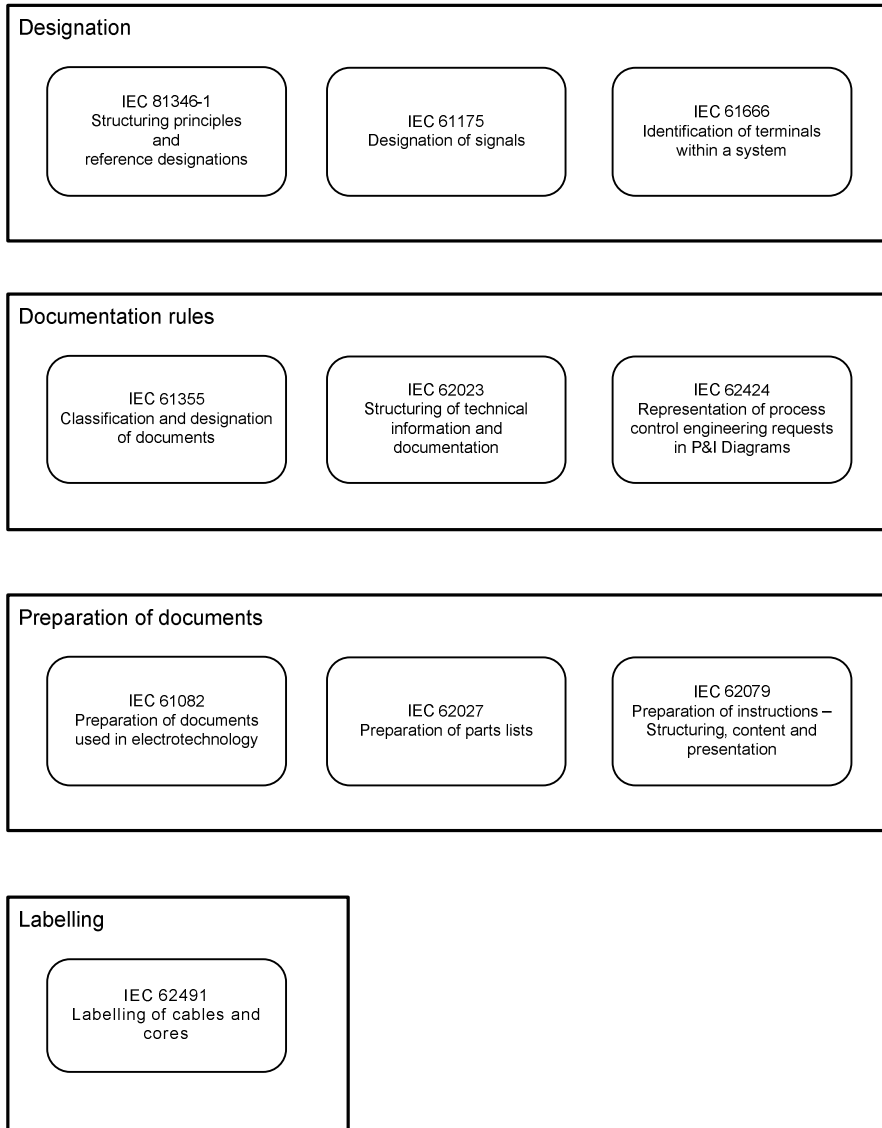 Designation
IEC 81346-1
Structuring principles
and
reference designations
IEC 61175
Designation of signals
IEC 61666
Identification of terminals
within a system
Documentation rules
IEC 61355
Classification and designation
of documents
IEC 62023
Structuring of technical
information and
documentation
IEC 62424
Representation of process
control engineering requests
in P&I Diagrams
Preparation of documents
IEC 61082
Preparation of documents
used in electrotechnology
IEC 62027
Preparation of parts lists
IEC 62079
Preparation of instructions –
Structuring, content and
presentation
Labelling
IEC 62491
Labelling of cables and
cores